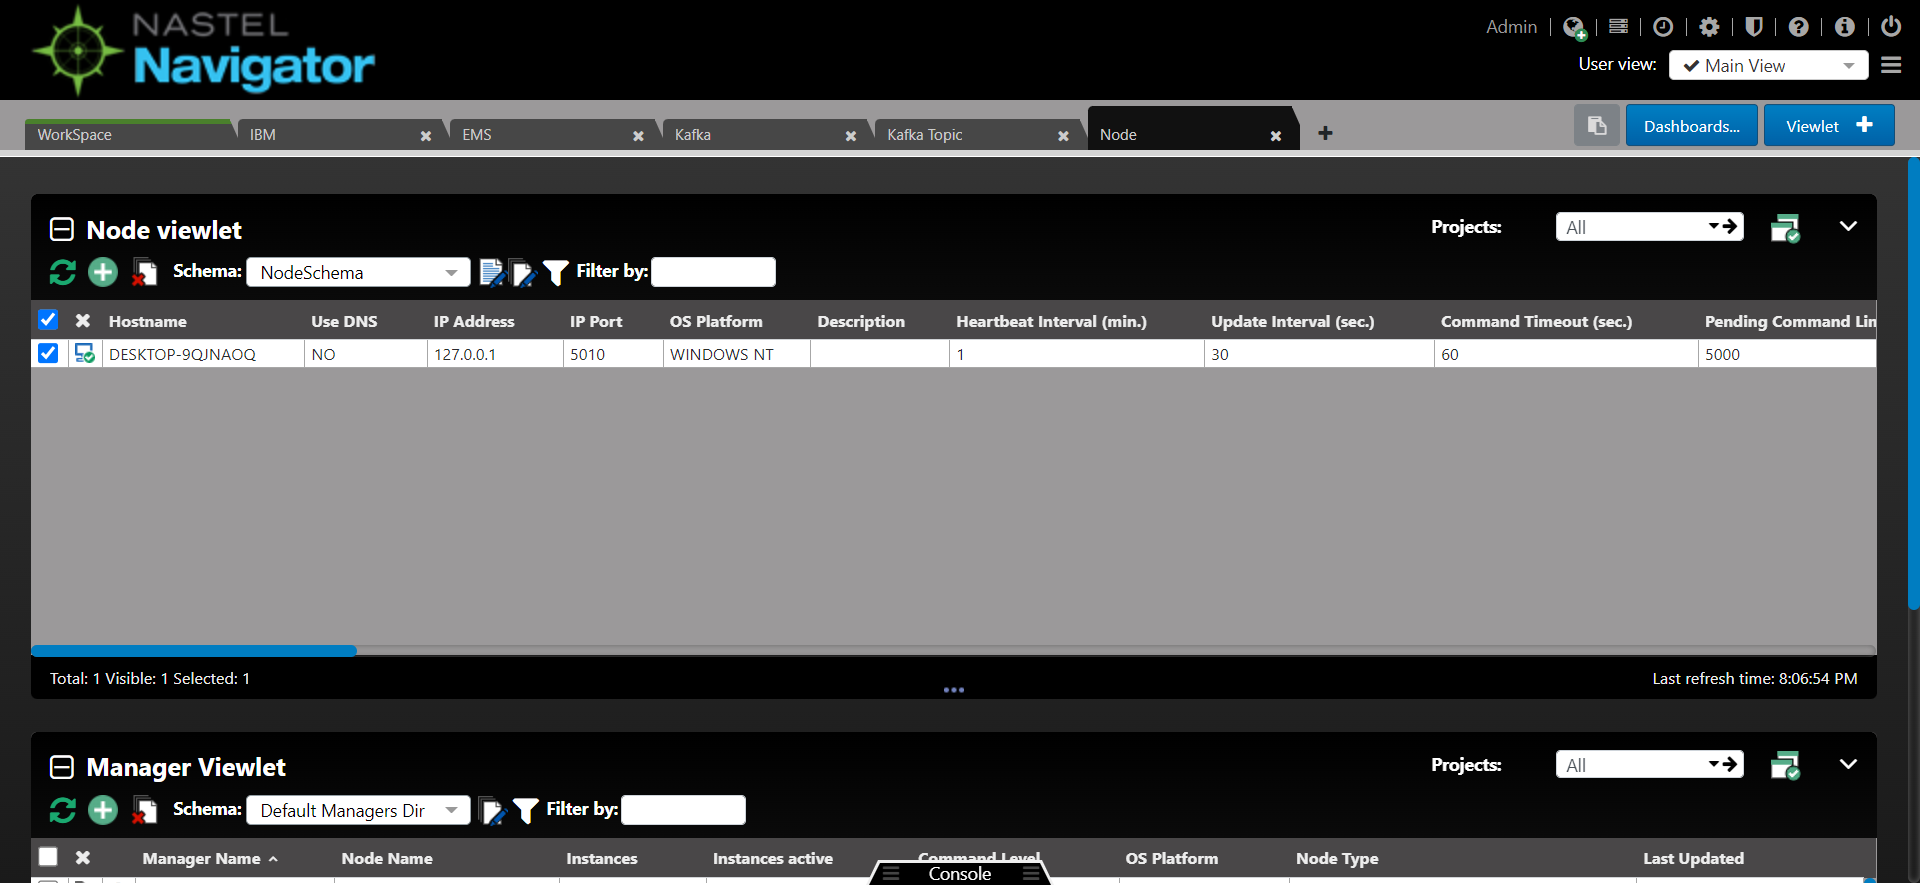 NASTEL
Navigator
Admin
User view: Main View
WorkSpace IBM EMS Kafka Kafka Topic Node
Dashboards... Viewlet
Node viewlet
Projects: All
Schema: NodeSchema Filter by:
Hostname Use DNS IP Address IP Port OS Platform Description Heartbeat Interval (min.) Update Interval (sec.) Command Timeout (sec.) Pending Command Lin
DESKTOP-9QJNAOQ NO 127.0.0.1 5010 WINDOWS NT 1 30 60 5000
Total: 1 Visible: 1 Selected: 1
Last refresh time: 8:06:54 PM
Manager Viewlet
Projects: All
Schema: Default Managers Dir Filter by:
Manager Name Node Name Instances Instances active Command Level OS Platform Node Type Last Updated
Console